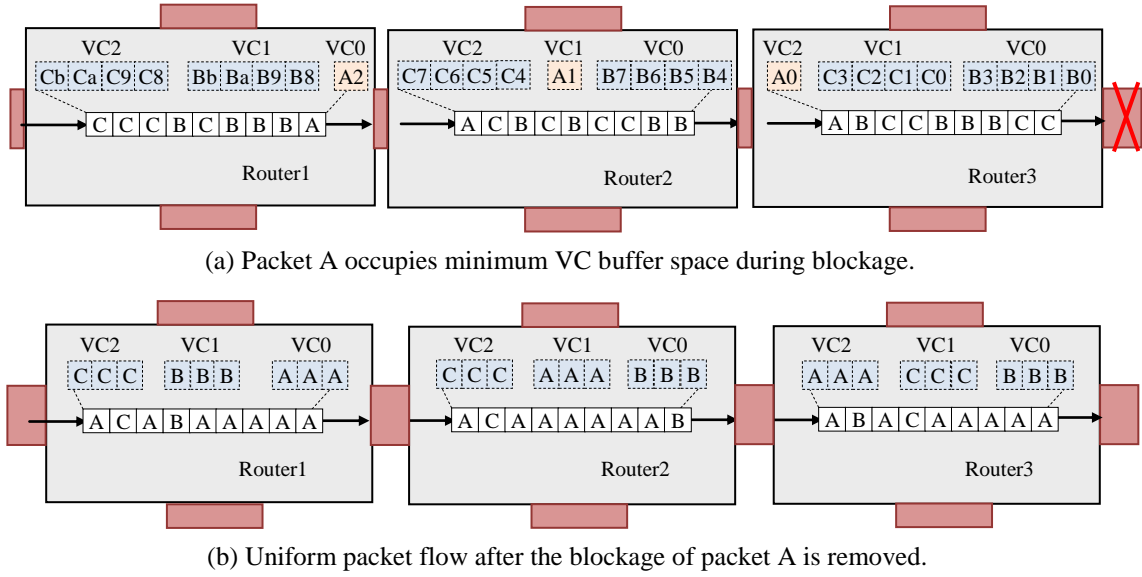 VC2 VC1 VC0
Cb Ca C9 C8 Bb Ba B9 B8 A2
C C C B C B B B A
Router1
VC2 VC1 VC0
C7 C6 C5 C4 A1 B7 B6 B5 B4
A C B C B C C B B
Router2
VC2 VC1 VC0
A0 C3 C2 C1 C0 B3 B2 B1 B0
A B C C B B B C C
Router3
(a) Packet A occupies minimum VC buffer space during blockage.
VC2 VC1 VC0
C C C B B B A A A
A C A B A A A A A
Router1
VC2 VC1 VC0
C C C A A A B B B
A C A A A A A A B
Router2
VC2 VC1 VC0
A A A C C C B B B
A B A C A A A A A
Router3
(b) Uniform packet flow after the blockage of packet A is removed.